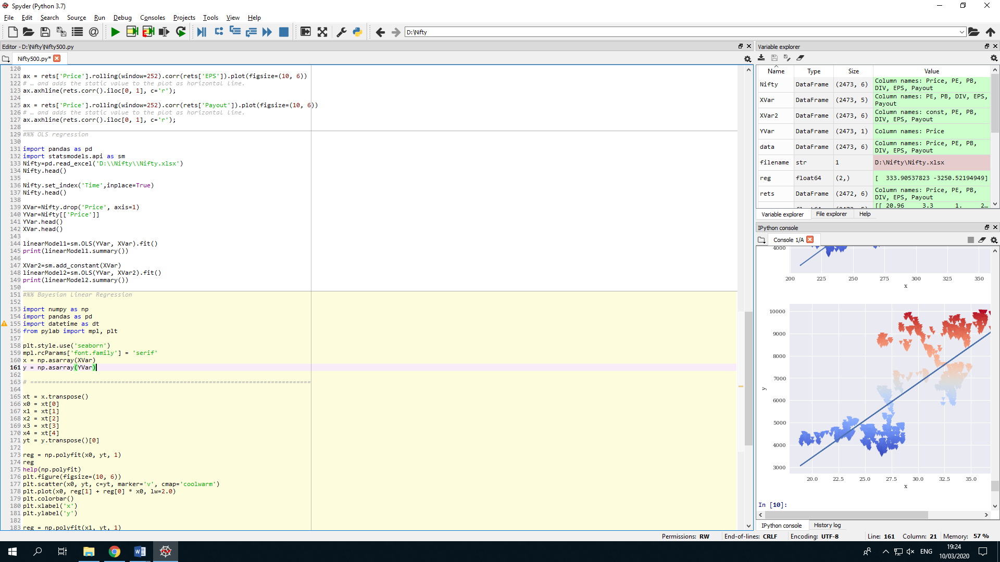 Spyder (Python 3.7)
File Edit Search Source Run Debug Consoles Projects Tools View Help
D:\Nifty
Editor - D:\Nifty\Nifty500.py
Nifty500.py*
120
121 ax = rets['Price'].rolling(window=252).corr(rets['EPS']).plot(figsize=(10, 6))
122 # … and adds the static value to the plot as horizontal line.
123 ax.axhline(rets.corr().iloc[0, 1], c='r');
124
125 ax = rets['Price'].rolling(window=252).corr(rets['Payout']).plot(figsize=(10, 6))
126 # … and adds the static value to the plot as horizontal line.
127 ax.axhline(rets.corr().iloc[0, 1], c='r');
128
129 #%% OLS regression
130
131 import pandas as pd
132 import statsmodels.api as sm
133 Nifty=pd.read_excel('D:\\Nifty\\Nifty.xlsx')
134 Nifty.head()
135
136 Nifty.set_index('Time',inplace=True)
137 Nifty.head()
138
139 XVar=Nifty.drop('Price', axis=1)
140 YVar=Nifty[['Price']]
141 YVar.head()
142 XVar.head()
143
144 linearModel1=sm.OLS(YVar, XVar).fit()
145 print(linearModel1.summary())
146
147 XVar2=sm.add_constant(XVar)
148 linearModel2=sm.OLS(YVar, XVar2).fit()
149 print(linearModel2.summary())
150
151 #%% Bayesian Linear Regression
152
153 import numpy as np
154 import pandas as pd
155 import datetime as dt
156 from pylab import mpl, plt
157
158 plt.style.use('seaborn')
159 mpl.rcParams['font.family'] = 'serif'
160 x = np.asarray(XVar)
161 y = np.asarray(YVar)
162
163 # =============================================================================
164
165 xt = x.transpose()
166 x0 = xt[0]
167 x1 = xt[1]
168 x2 = xt[2]
169 x3 = xt[3]
170 x4 = xt[4]
171 yt = y.transpose()[0]
172
173 reg = np.polyfit(x0, yt, 1)
174 reg
175 help(np.polyfit)
176 plt.figure(figsize=(10, 6))
177 plt.scatter(x0, yt, c=yt, marker='v', cmap='coolwarm')
178 plt.plot(x0, reg[1] + reg[0] * x0, lw=2.0)
179 plt.colorbar()
180 plt.xlabel('x')
181 plt.ylabel('y')
182
183 reg = np.polyfit(x1, yt, 1)
Variable explorer
Name Type Size Value
Nifty DataFrame (2473, 6) Column names: Price, PE, PB,
DIV, EPS, Payout
XVar DataFrame (2473, 5) Column names: PE, PB, DIV, EPS,
Payout
XVar2 DataFrame (2473, 6) Column names: const, PE, PB,
DIV, EPS, Payout
YVar DataFrame (2473, 1) Column names: Price
data DataFrame (2473, 6) Column names: Price, PE, PB,
DIV, EPS, Payout
filename str 1 D:\Nifty\Nifty.xlsx
reg float64 (2,) [ 333.90537823 -3250.52194949]
rets DataFrame (2472, 6) Column names: Price, PE, PB,
DIV, EPS, Payout
[[ 20.96 3.3 1. 2…
Variable explorer File explorer Help
IPython console
Console 1/A
4000
200 225 250 275 300 325 350
x
10000
9000
8000
7000
y
6000
5000
4000
3000
20.0 22.5 25.0 27.5 30.0 32.5 35.0
x
In [10]:
IPython console History log
Permissions: RW End-of-lines: CRLF Encoding: UTF-8 Line: 161 Column: 21 Memory: 57 %
ENG
19:24
10/03/2020